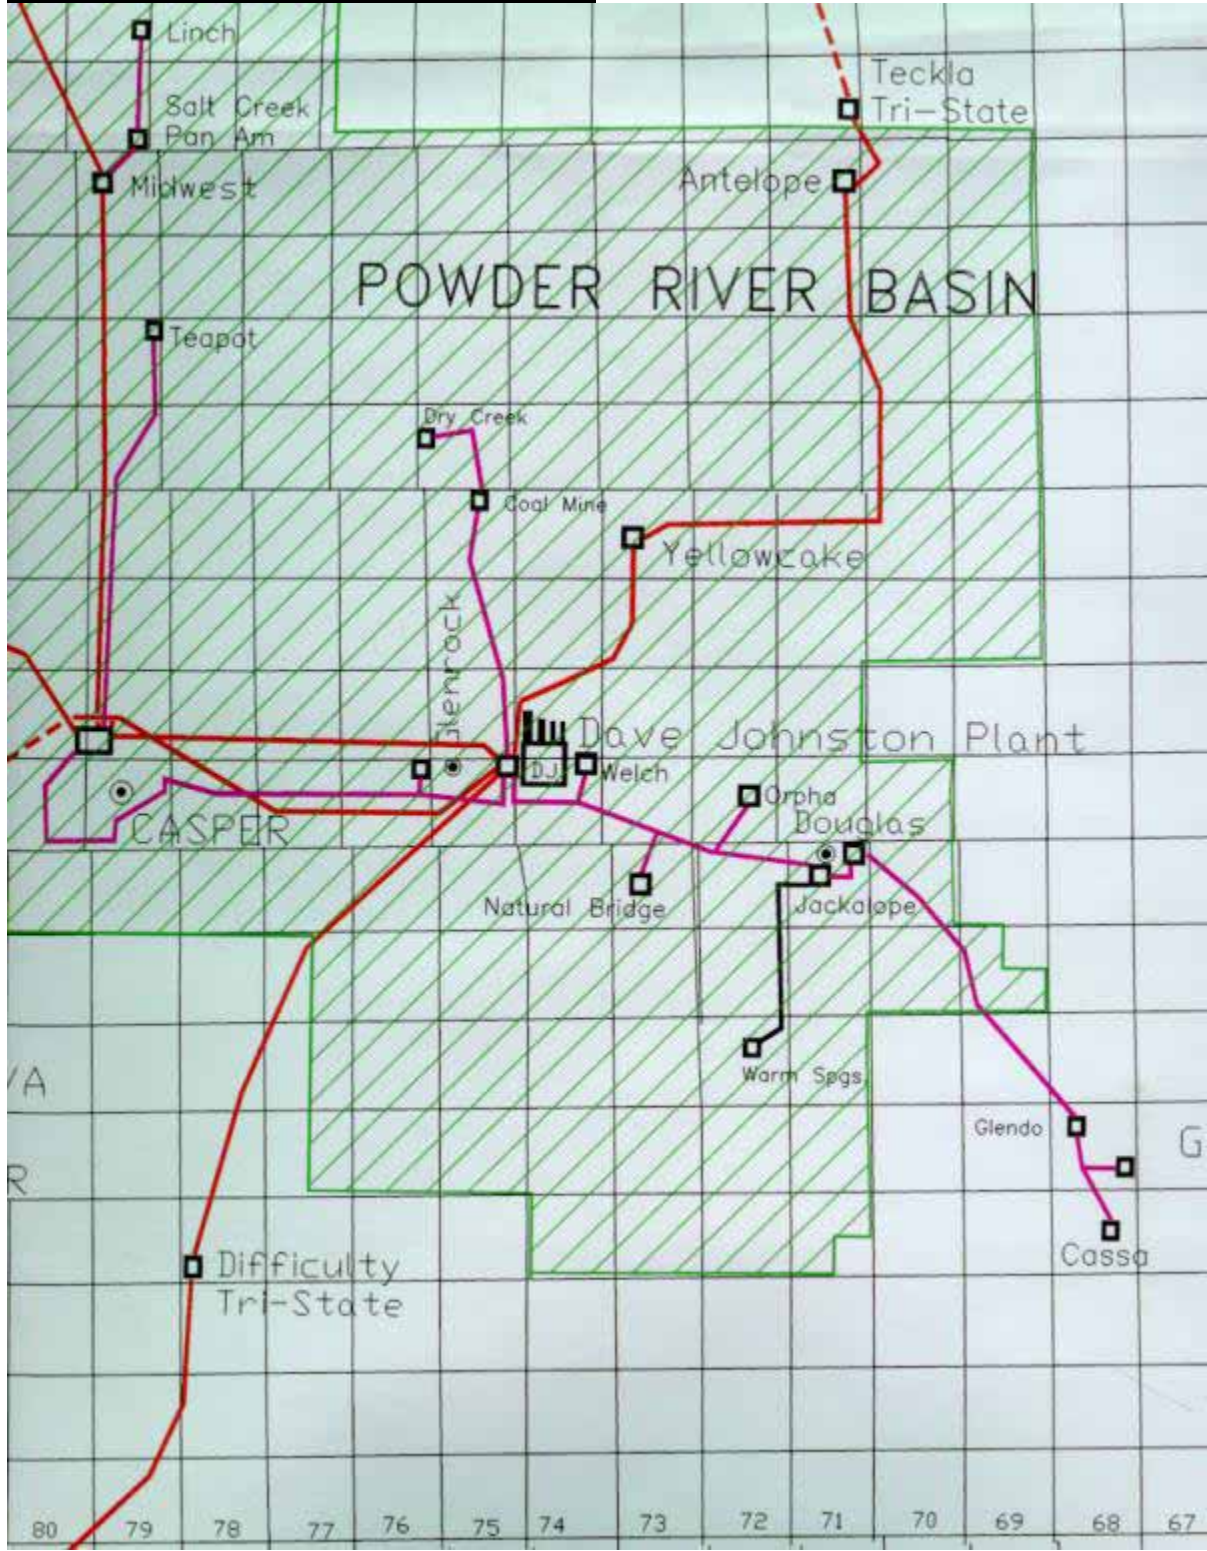 Linch
Teckla
Tri-State
Salt Creek
Pan Am
Midwest
Antelope
POWDER RIVER BASIN
Teapot
Dry Creek
Coal Mine
Yellowcake
Glenrock
Dave Johnston Plant
DJ
Welch
Orpha
CASPER
Douglas
Natural Bridge
Jackalope
Warm Spgs.
VA
Glendo
G
R
Cassa
Difficulty
Tri-State
80 79 78 77 76 75 74 73 72 71 70 69 68 67